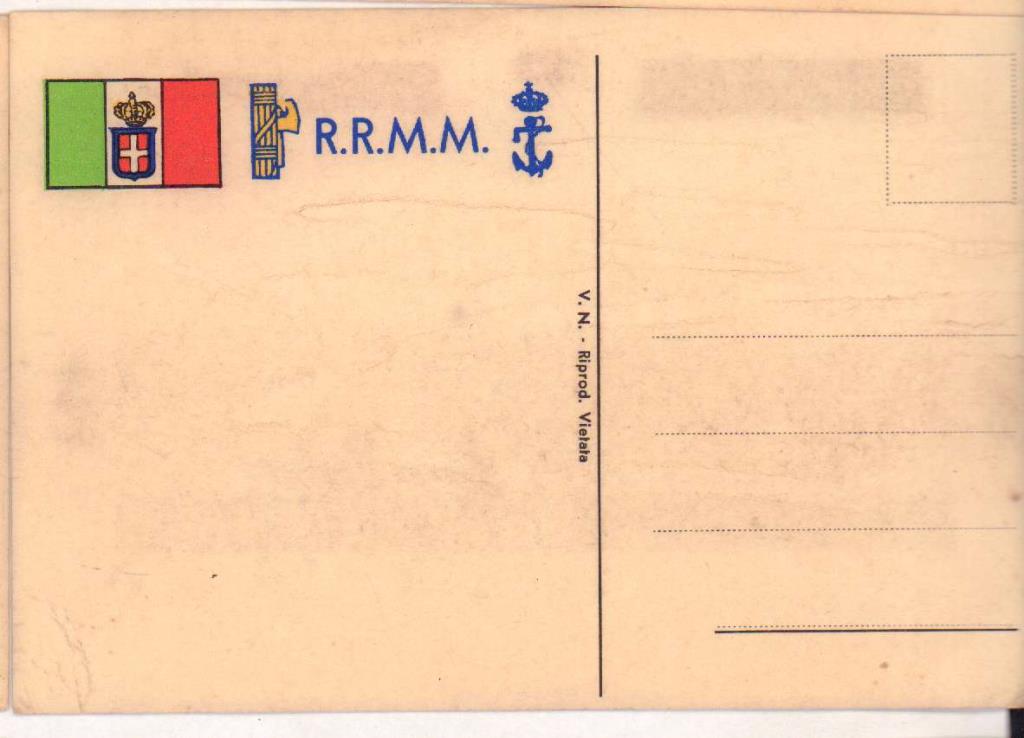 R.R.M.M.
V. N. - Riprod. Vietata